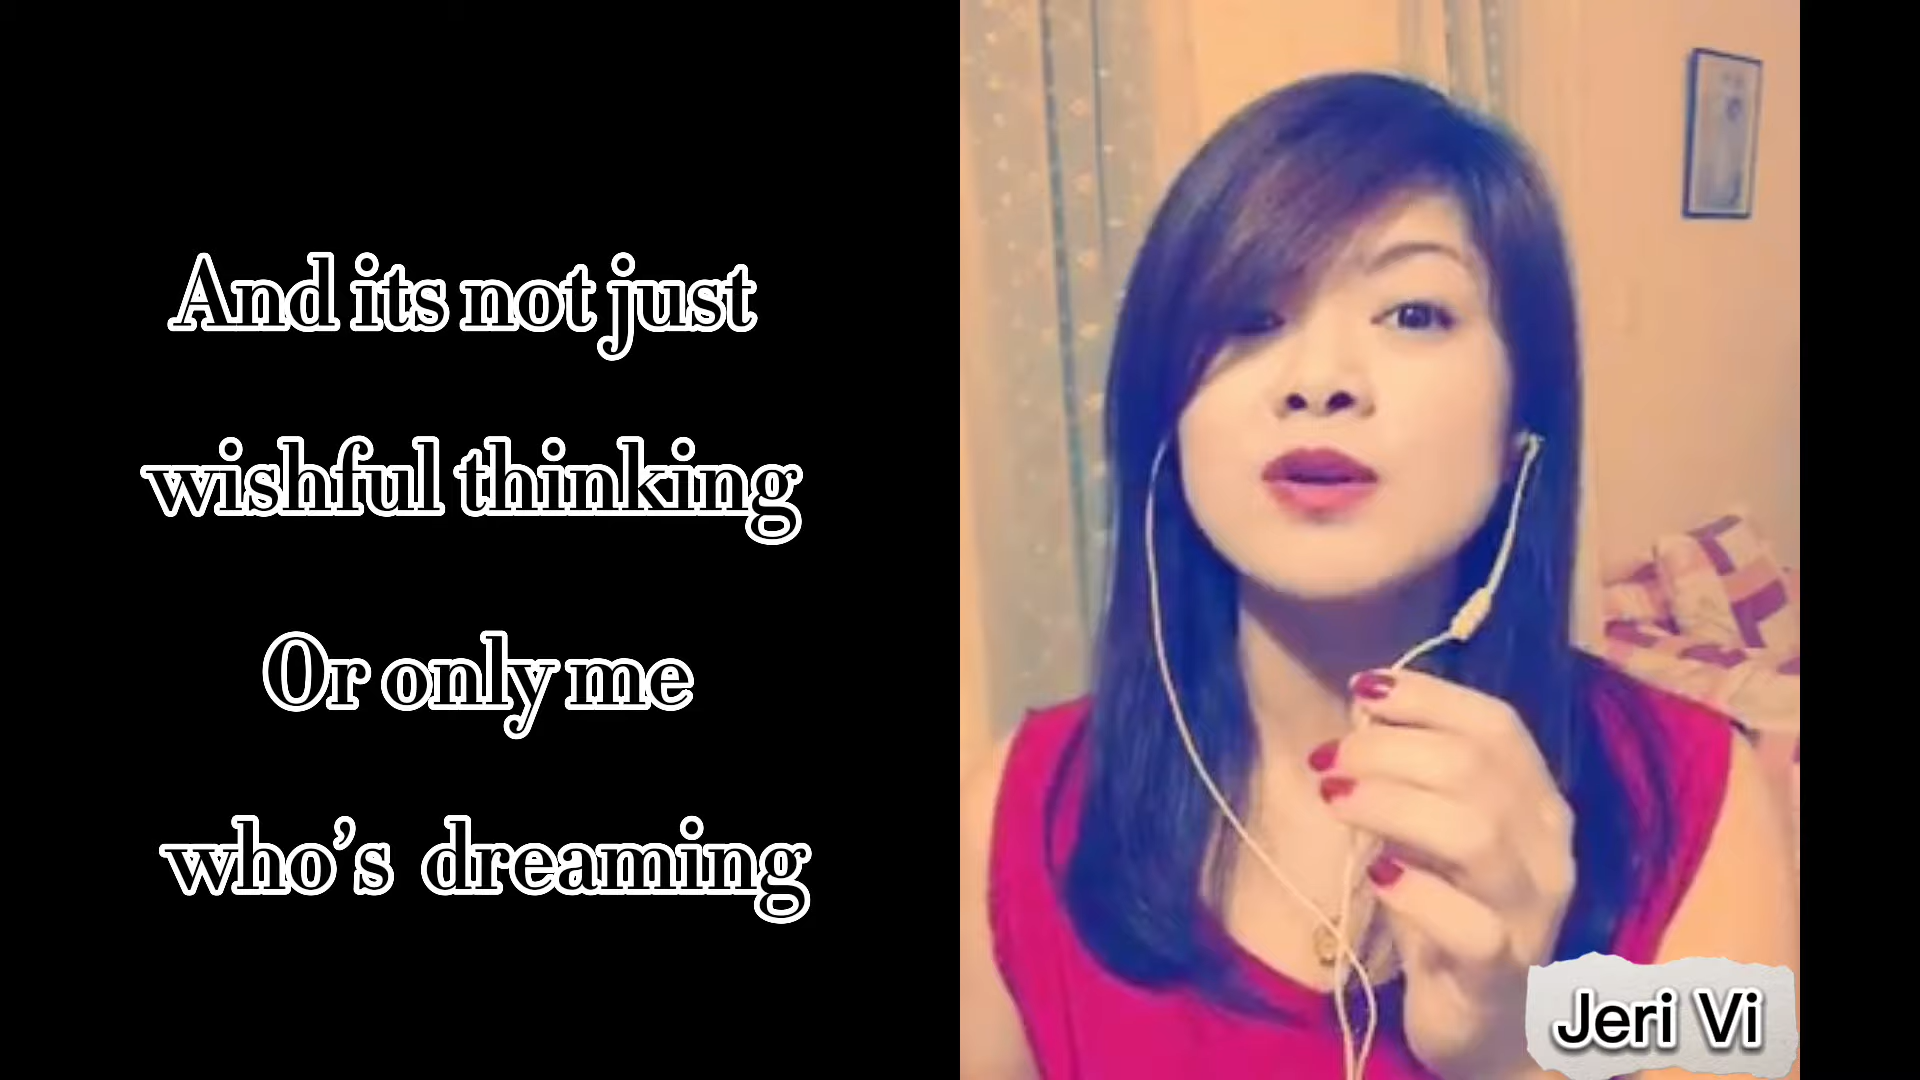 And its not just
wishful thinking
Or only me
who’s dreaming
Jeri Vi